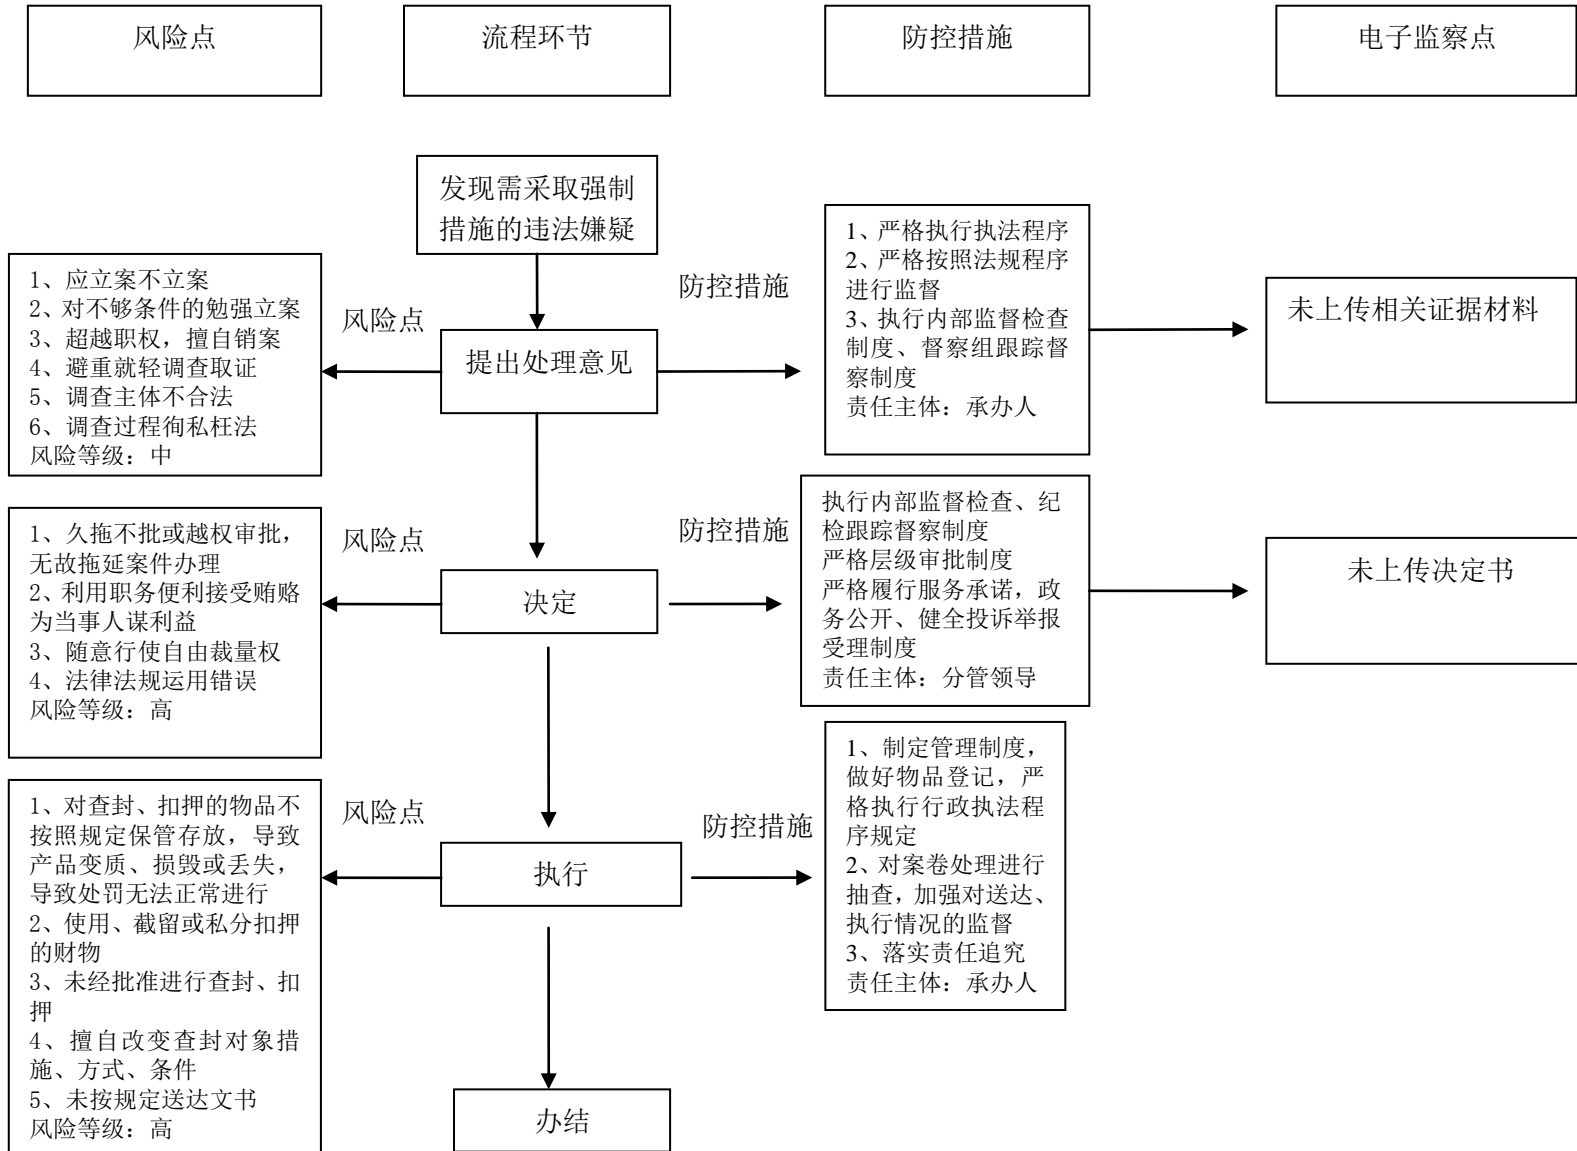 风险点
流程环节
防控措施
电子监察点
发现需采取强制
措施的违法嫌疑
1、应立案不立案
2、对不够条件的勉强立案
3、超越职权，擅自销案
4、避重就轻调查取证
5、调查主体不合法
6、调查过程徇私枉法
风险等级：中
风险点
提出处理意见
防控措施
1、严格执行执法程序
2、严格按照法规程序
进行监督
3、执行内部监督检查
制度、督察组跟踪督
察制度
责任主体：承办人
未上传相关证据材料
1、久拖不批或越权审批，
无故拖延案件办理
2、利用职务便利接受贿赂
为当事人谋利益
3、随意行使自由裁量权
4、法律法规运用错误
风险等级：高
风险点
决定
防控措施
执行内部监督检查、纪
检跟踪督察制度
严格层级审批制度
严格履行服务承诺，政
务公开、健全投诉举报
受理制度
责任主体：分管领导
未上传决定书
1、对查封、扣押的物品不
按照规定保管存放，导致
产品变质、损毁或丢失，
导致处罚无法正常进行
2、使用、截留或私分扣押
的财物
3、未经批准进行查封、扣
押
4、擅自改变查封对象措
施、方式、条件
5、未按规定送达文书
风险等级：高
风险点
执行
防控措施
1、制定管理制度，
做好物品登记，严
格执行行政执法程
序规定
2、对案卷处理进行
抽查，加强对送达、
执行情况的监督
3、落实责任追究
责任主体：承办人
办结